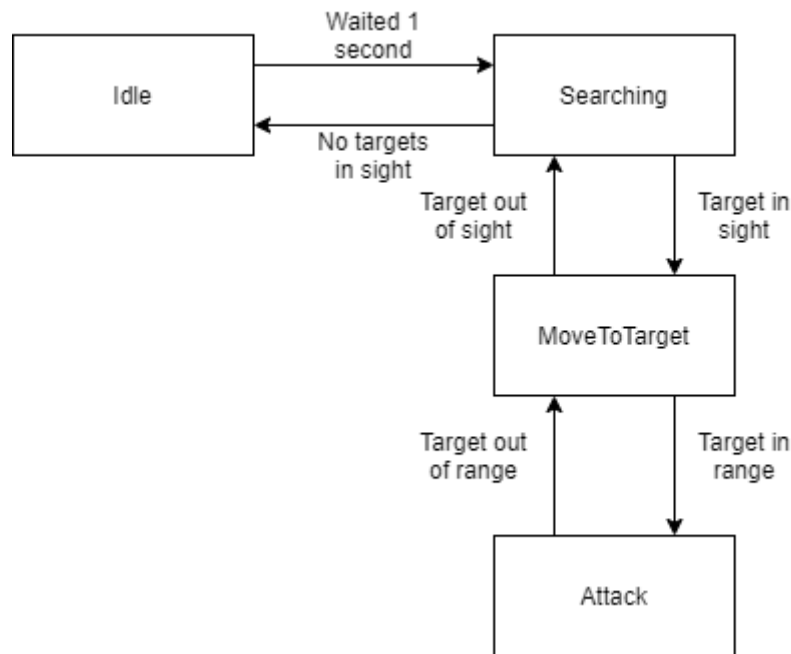 Waited 1
second
Idle
Searching
No targets
in sight
Target out
of sight
Target in
sight
MoveToTarget
Target out
of range
Target in
range
Attack